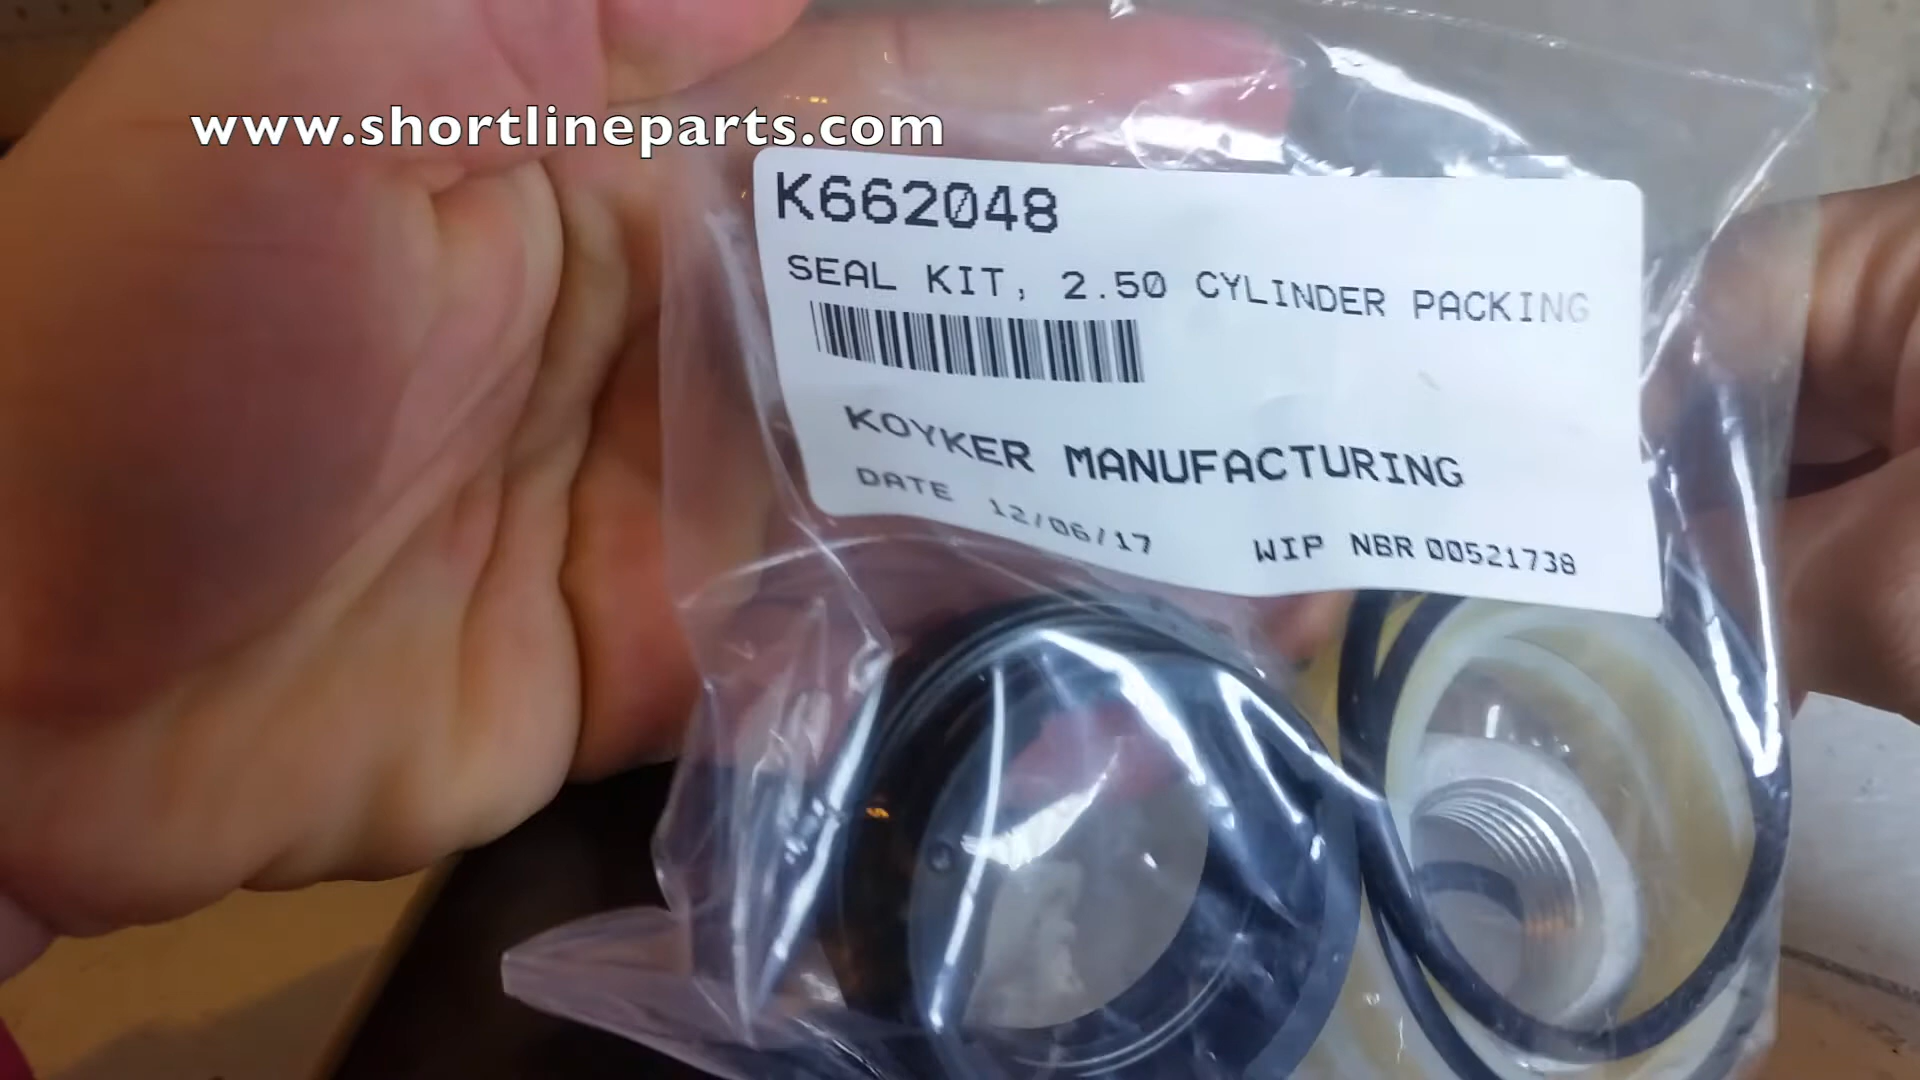 www.shortlineparts.com
K662048
SEAL KIT, 2.50 CYLINDER PACKING
KOYKER MANUFACTURING
DATE 12/06/17 WIP NBR 00521738